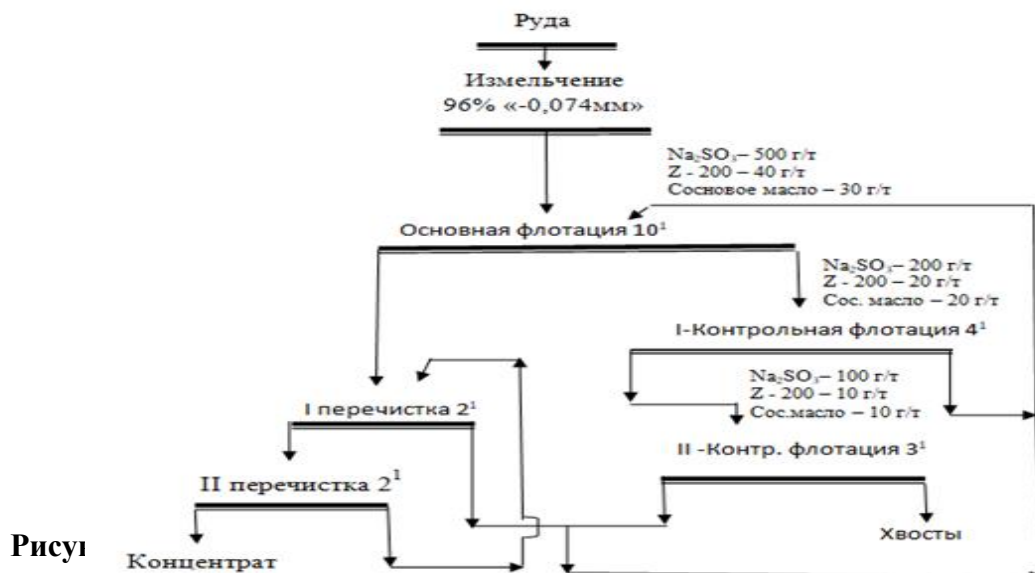 Руда
Измельчение
96% «-0,074мм»
Na₂SO₃– 500 г/т
Z - 200 – 40 г/т
Сосновое масло – 30 г/т
Основная флотация 10¹
Na₂SO₃– 200 г/т
Z - 200 – 20 г/т
Сос. масло – 20 г/т
I-Контрольная флотация 4¹
Na₂SO₃– 100 г/т
Z - 200 – 10 г/т
Сос.масло – 10 г/т
I перечистка 2¹
II -Контр. флотация 3¹
II перечистка 2¹
Хвосты
Концентрат